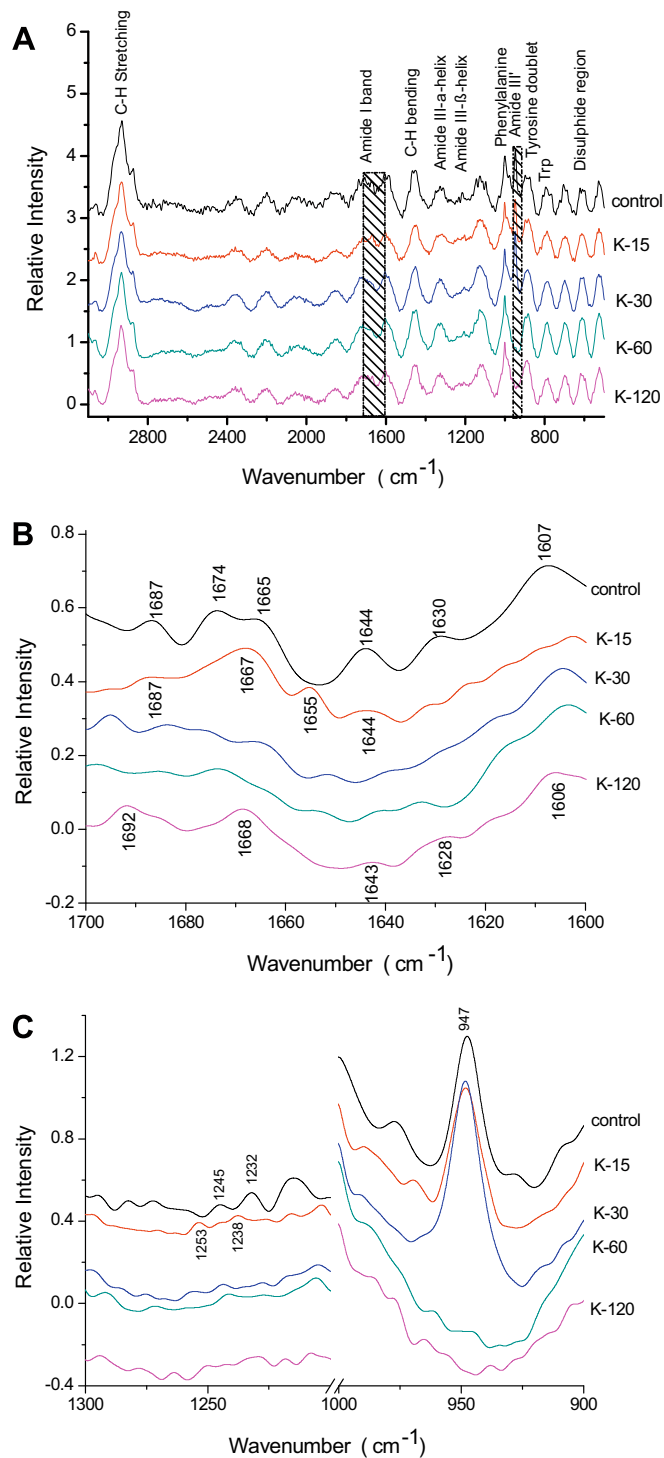 A
C-H Stretching
Amide I band
C-H bending
Amide III-a-helix
Amide III-ß-helix
Phenylalanine
Amide III'
Tyrosine doublet
Trp
Disulphide region
6
5
4
3
2
1
0
Relative Intensity
control
K-15
K-30
K-60
K-120
2800 2400 2000 1600 1200 800
Wavenumber ( cm-1)
B
0.8
0.6
0.4
0.2
0.0
-0.2
Relative Intensity
1687 1674 1665 1644 1630 1607
control
K-15
1687 1667 1655 1644
K-30
K-60
K-120
1692 1668 1643 1628 1606
1700 1680 1660 1640 1620 1600
Wavenumber ( cm-1)
C
1.2
0.8
0.4
0.0
-0.4
Relative Intensity
947
control
K-15
K-30
K-60
K-120
1245 1232
1253 1238
1300 1250 1000 950 900
Wavenumber ( cm-1)